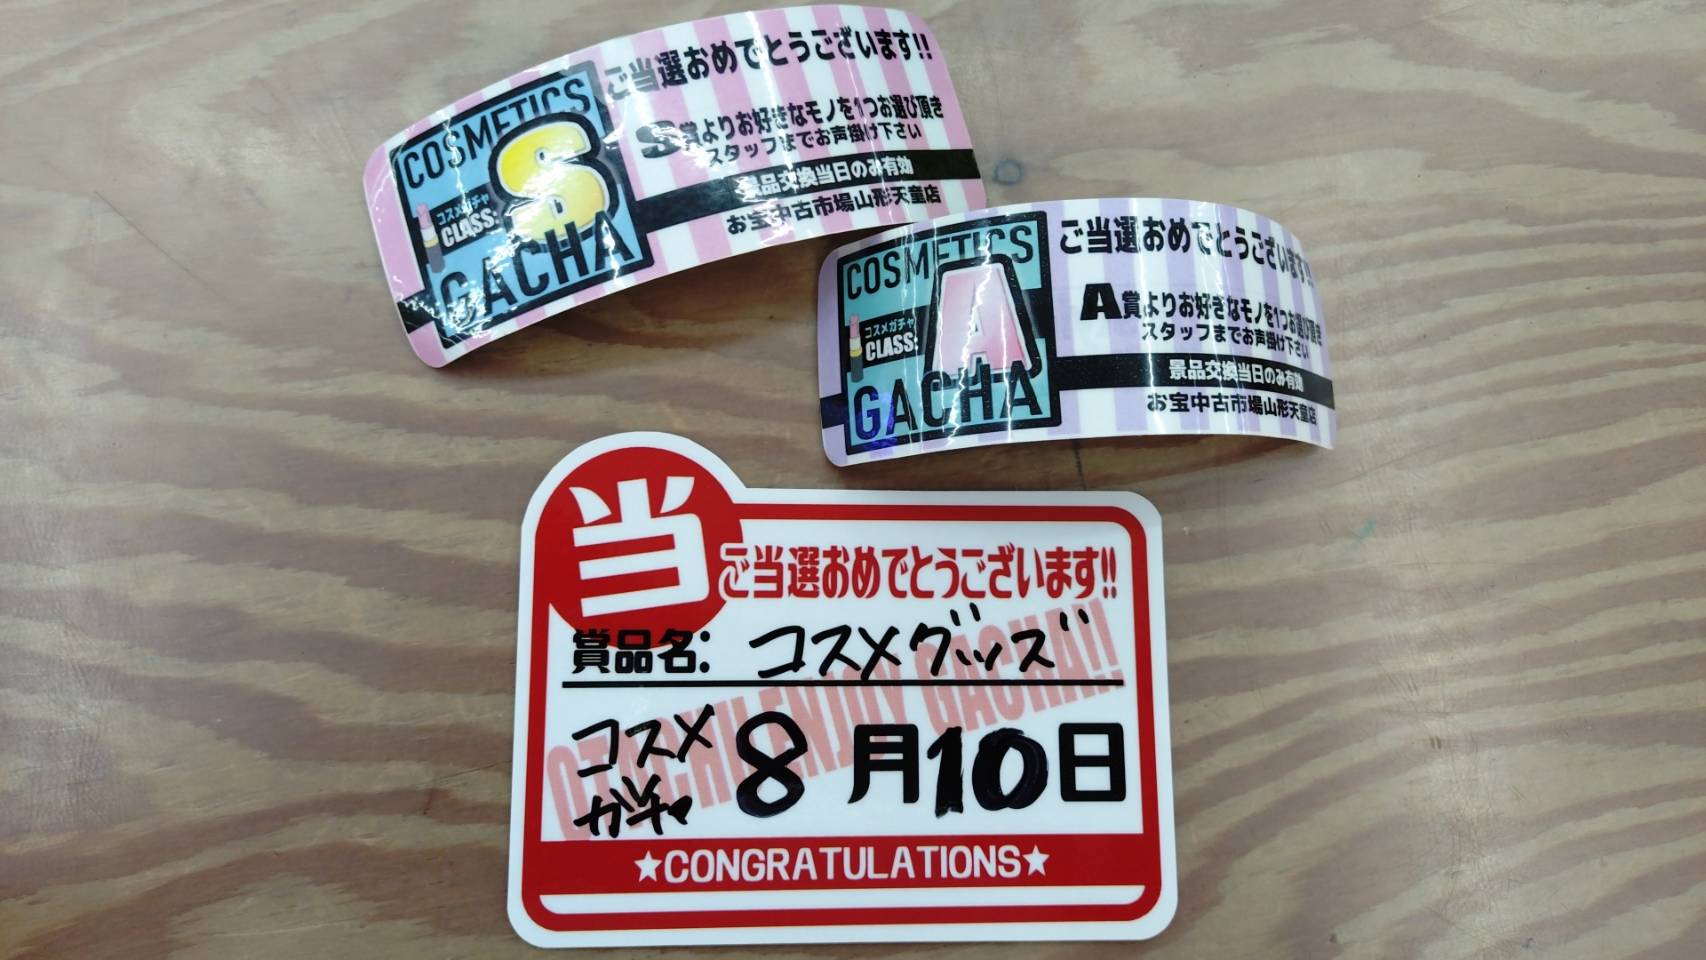 COSMETICS
コスメガチャ
CLASS:
S
GACHA
ご当選おめでとうございます!!
S賞よりお好きなモノを1つお選び頂き
スタッフまでお声掛け下さい
景品交換当日のみ有効
お宝中古市場山形天童店
COSMETICS
コスメガチャ
CLASS:
A
GACHA
ご当選おめでとうございます!!
A賞よりお好きなモノを1つお選び頂き
スタッフまでお声掛け下さい
景品交換当日のみ有効
お宝中古市場山形天童店
当
ご当選おめでとうございます!!
賞品名: コスメグッズ
コスメ
ガチャ
8月10日
ENJOY GACHA!!
★CONGRATULATIONS★